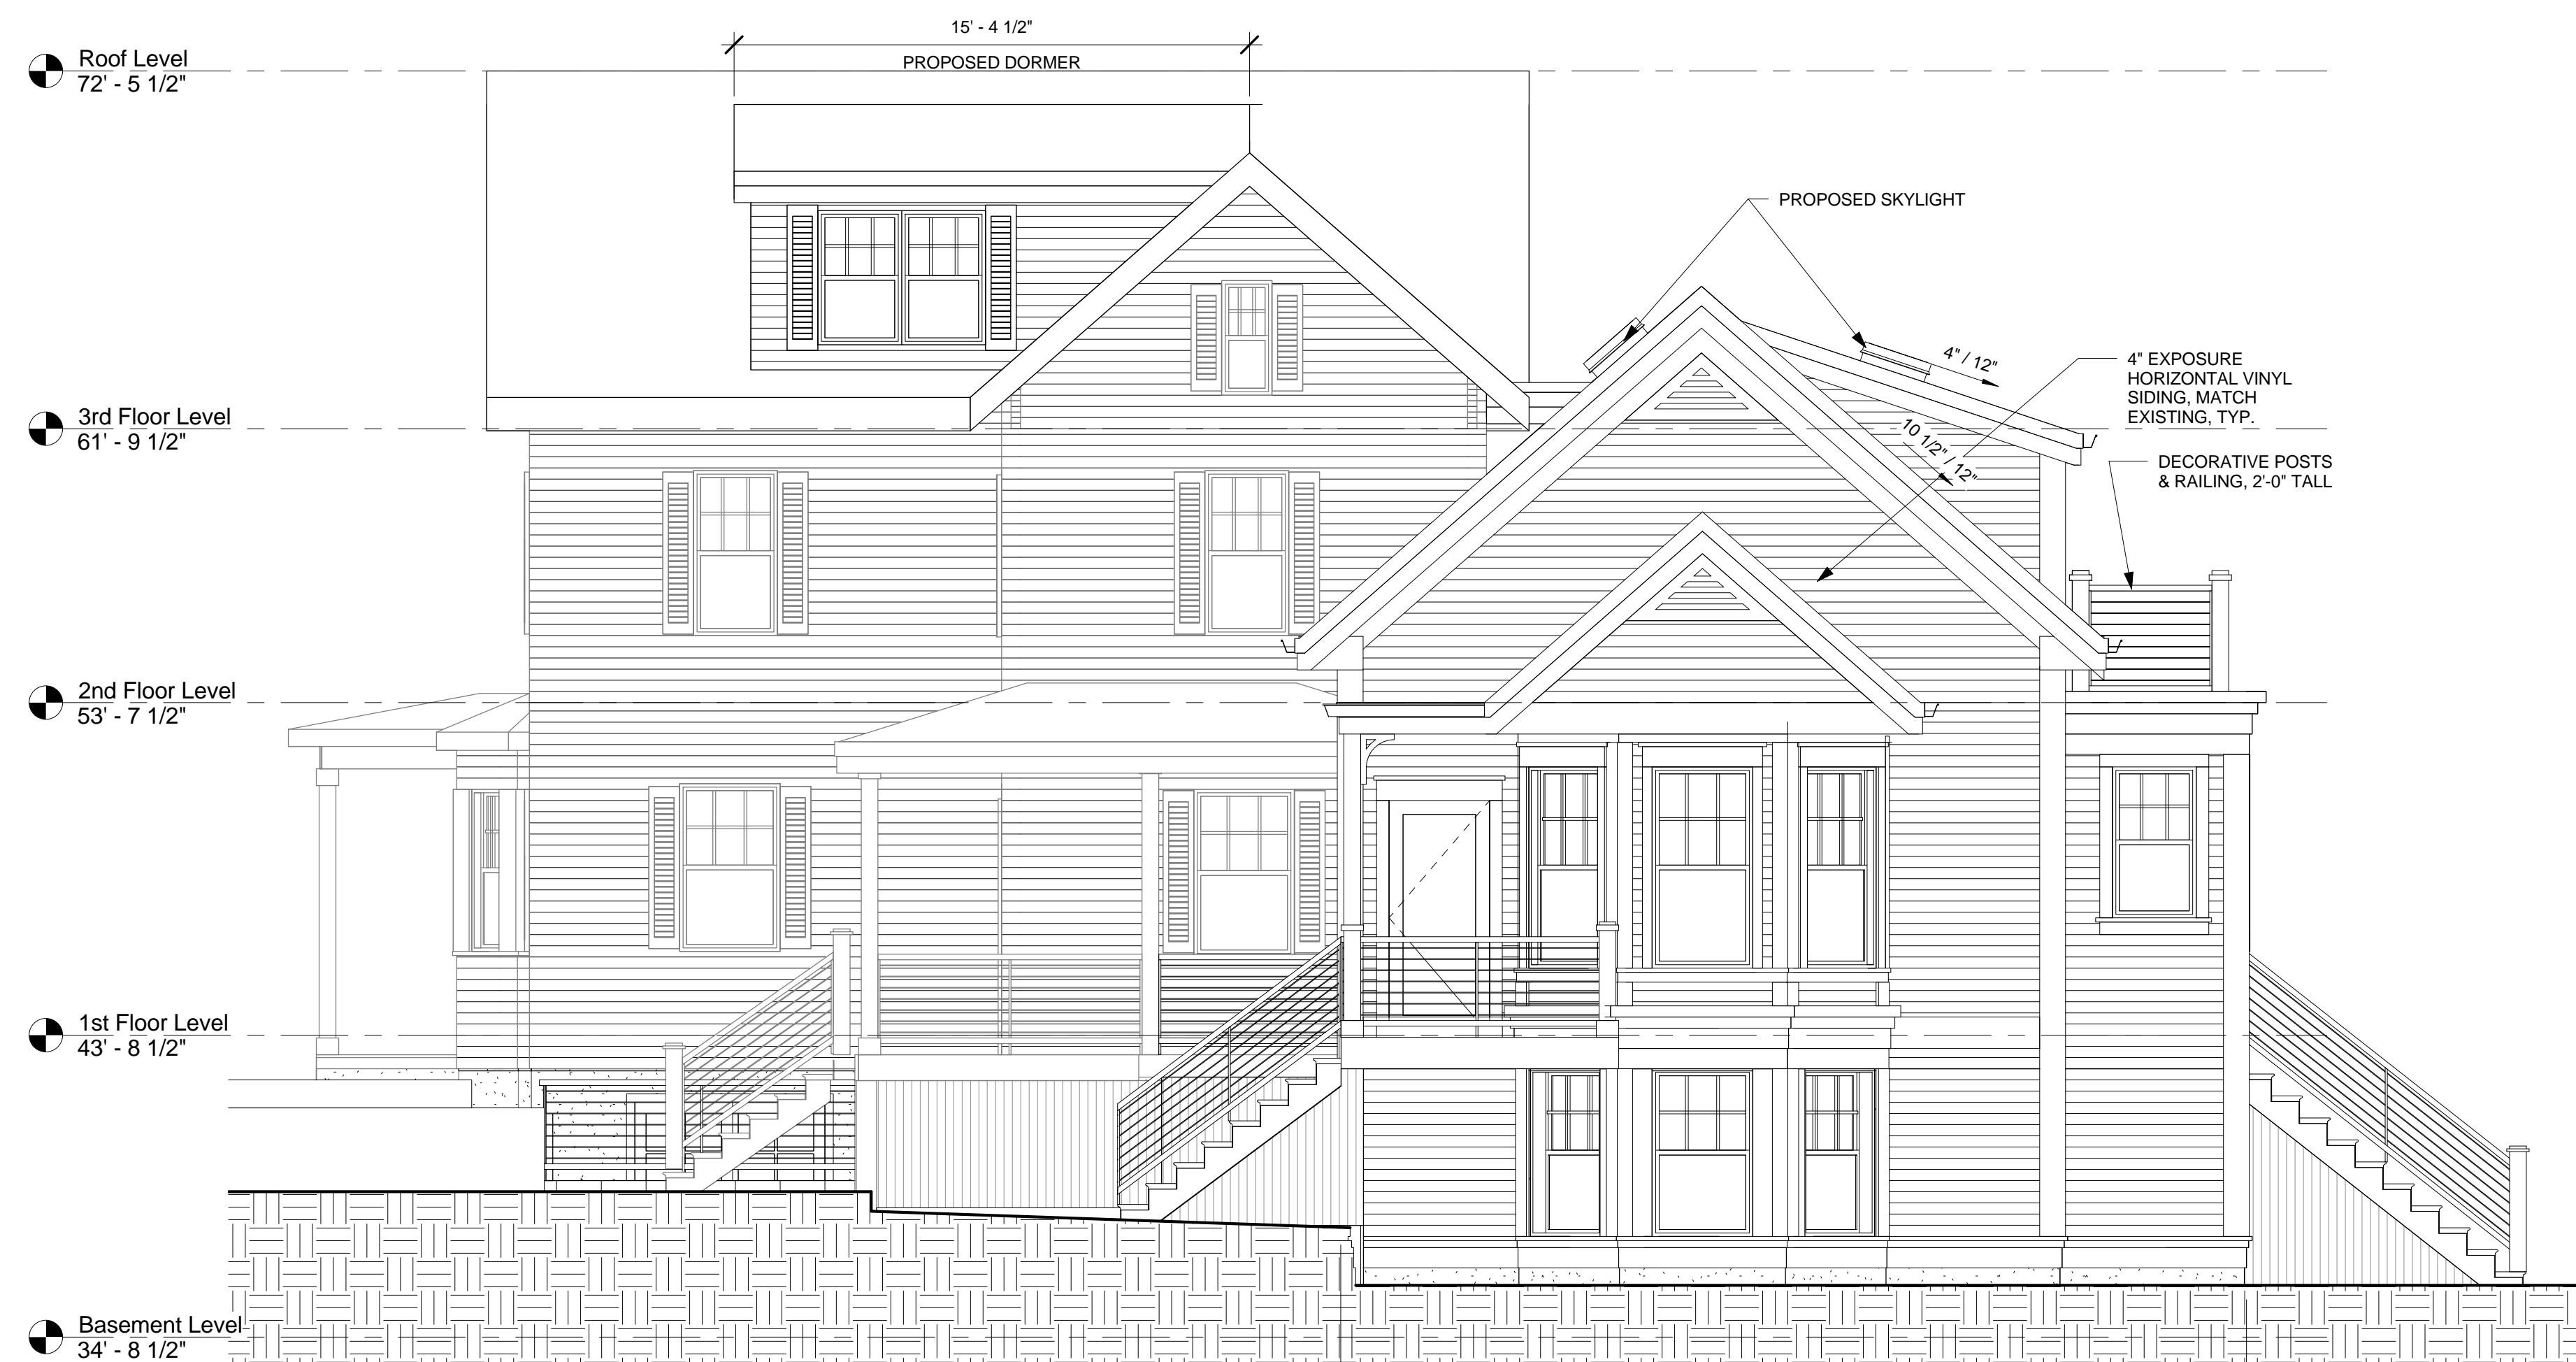 15' - 4 1/2"
PROPOSED DORMER
Roof Level
72' - 5 1/2"
PROPOSED SKYLIGHT
4" / 12"
4" EXPOSURE
HORIZONTAL VINYL
SIDING, MATCH
EXISTING, TYP.
3rd Floor Level
61' - 9 1/2"
10 1/2" / 12"
DECORATIVE POSTS
& RAILING, 2'-0" TALL
2nd Floor Level
53' - 7 1/2"
1st Floor Level
43' - 8 1/2"
Basement Level
34' - 8 1/2"